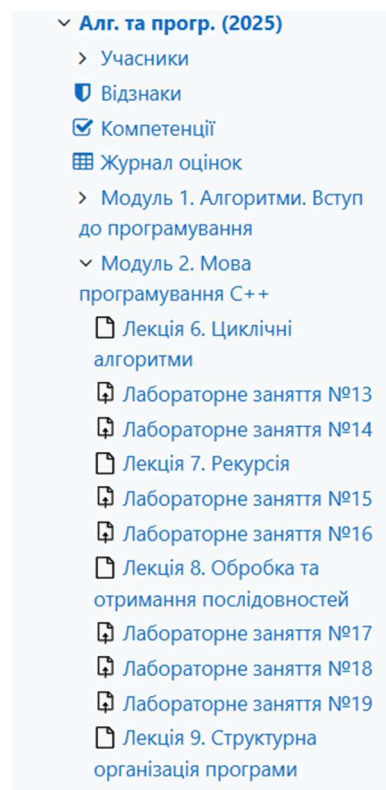 Алг. та прогр. (2025)
Учасники
Відзнаки
Компетенції
Журнал оцінок
Модуль 1. Алгоритми. Вступ
до програмування
Модуль 2. Мова
програмування C++
Лекція 6. Циклічні
алгоритми
Лабораторне заняття №13
Лабораторне заняття №14
Лекція 7. Рекурсія
Лабораторне заняття №15
Лабораторне заняття №16
Лекція 8. Обробка та
отримання послідовностей
Лабораторне заняття №17
Лабораторне заняття №18
Лабораторне заняття №19
Лекція 9. Структурна
організація програми